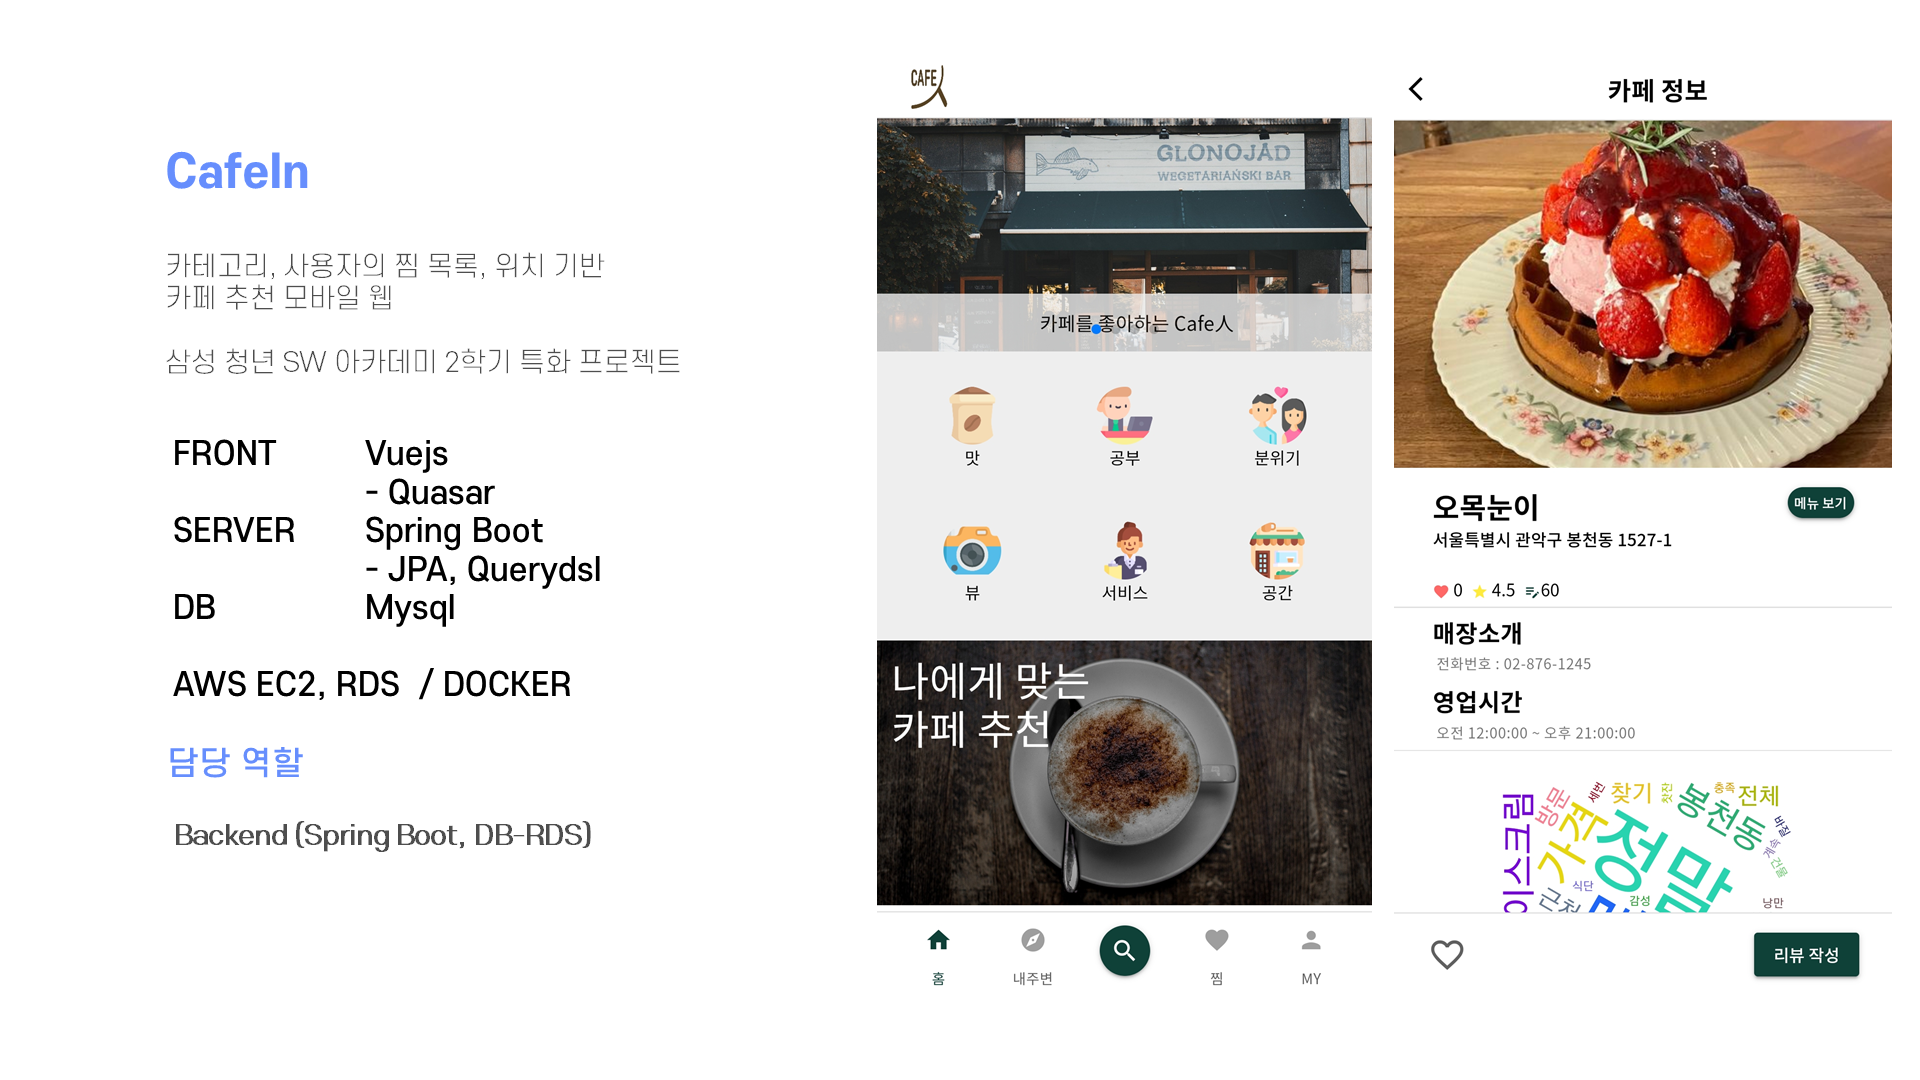 CafeIn
카테고리, 사용자의 찜 목록, 위치 기반
카페 추천 모바일 웹
삼성 청년 SW 아카데미 2학기 특화 프로젝트
FRONT Vuejs
- Quasar
SERVER Spring Boot
- JPA, Querydsl
DB Mysql
AWS EC2, RDS / DOCKER
담당 역할
Backend (Spring Boot, DB-RDS)
CAFE人
GLONOJAD
WEGETARIAŃSKI BAR
카페를 좋아하는 Cafe人
맛 공부 분위기
뷰 서비스 공간
나에게 맞는
카페 추천
홈 내주변 찜 MY
카페 정보
오목눈이 메뉴 보기
서울특별시 관악구 봉천동 1527-1
0 4.5 60
매장소개
전화번호 : 02-876-1245
영업시간
오전 12:00:00 ~ 오후 21:00:00
이스크림
방문
세번
찾기
충족
전체
봉천동
바질
계속
건물
가격
정말
식단
근처
감성
낭만
리뷰 작성